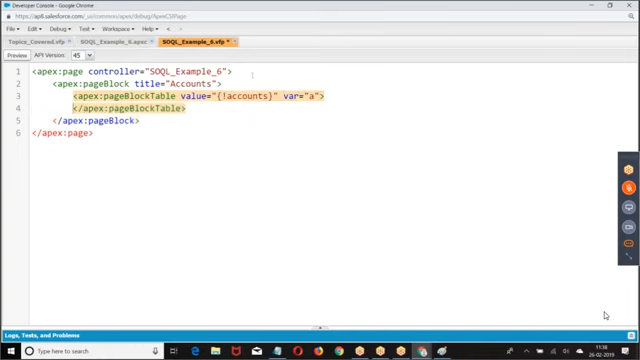 Developer Console - Google Chrome
https://ap8.salesforce.com/_ui/common/apex/debug/ApexCSIPage
File Edit Debug Test Workspace Help < >
Topics_Covered.vfp SOQL_Example_6.apxc SOQL_Example_6.vfp *
Preview API Version: 45
1 <apex:page controller="SOQL_Example_6">
2 <apex:pageBlock title="Accounts">
3 <apex:pageBlockTable value="{!accounts}" var="a">
4 </apex:pageBlockTable>
5 </apex:pageBlock>
6 </apex:page>
Logs, Tests, and Problems
Type here to search
11:38
26-02-2019